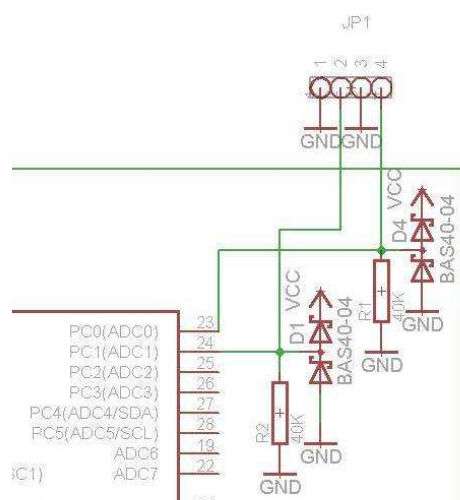 JP1
1 2 3 4
GND GND
VCC
D4
BAS40-04
R1
40K
GND
GND
VCC
D1
BAS40-04
R2
40K
GND
GND
PC0(ADC0) 23
PC1(ADC1) 24
PC2(ADC2) 25
PC3(ADC3) 26
PC4(ADC4/SDA) 27
PC5(ADC5/SCL) 28
ADC6 19
ADC7 22
SC1)